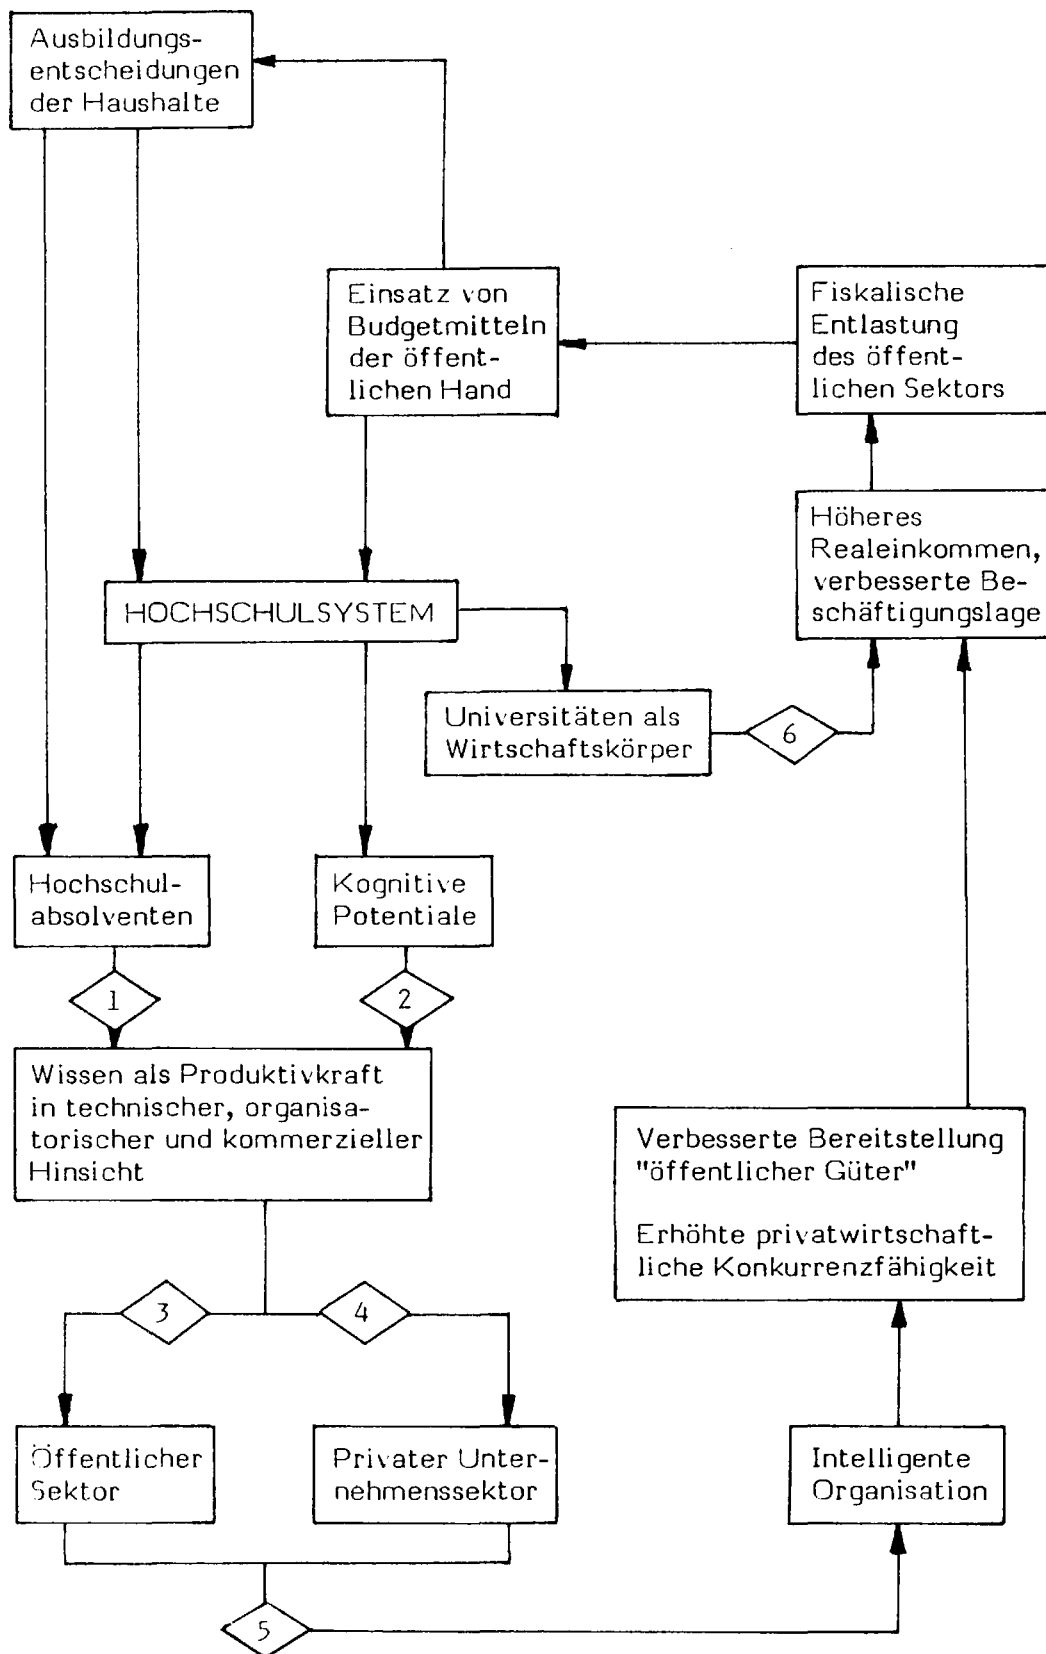 Ausbildungs-
entscheidungen
der Haushalte
Einsatz von
Budgetmitteln
der öffent-
lichen Hand
Fiskalische
Entlastung
des öffent-
lichen Sektors
Höheres
Realeinkommen,
verbesserte Be-
schäftigungslage
HOCHSCHULSYSTEM
Universitäten als
Wirtschaftskörper
6
Hochschul-
absolventen
Kognitive
Potentiale
1
2
Wissen als Produktivkraft
in technischer, organisa-
torischer und kommerzieller
Hinsicht
Verbesserte Bereitstellung
"öffentlicher Güter"
Erhöhte privatwirtschaft-
liche Konkurrenzfähigkeit
3
4
Öffentlicher
Sektor
Privater Unter-
nehmenssektor
Intelligente
Organisation
5